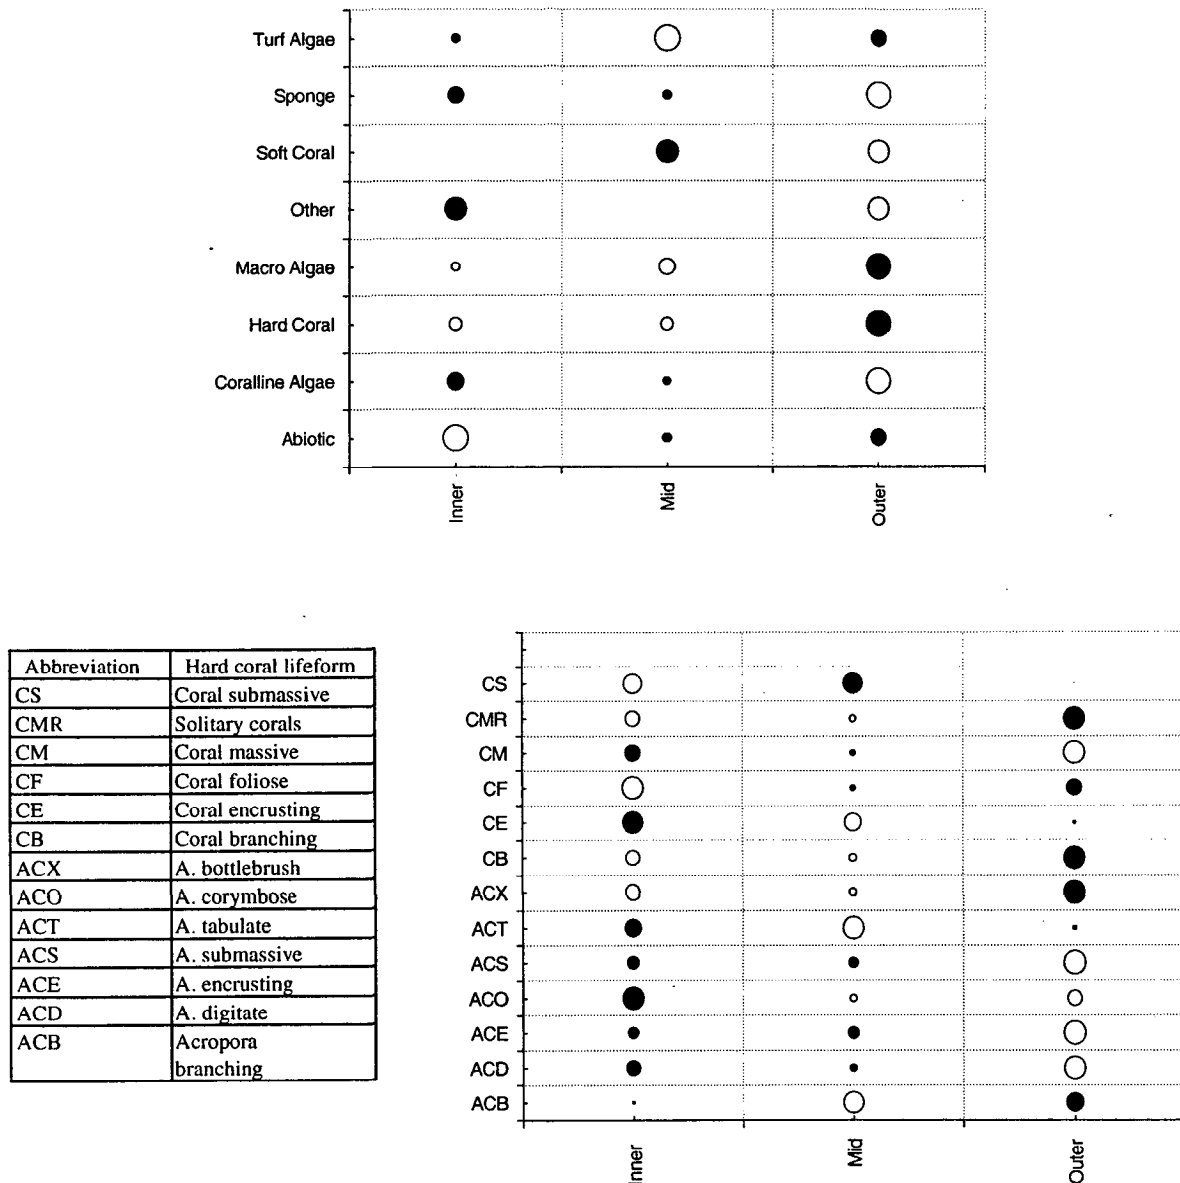 Turf Algae
Sponge
Soft Coral
Other
Macro Algae
Hard Coral
Coralline Algae
Abiotic
Inner
Mid
Outer
Abbreviation Hard coral lifeform
CS Coral submassive
CMR Solitary corals
CM Coral massive
CF Coral foliose
CE Coral encrusting
CB Coral branching
ACX A. bottlebrush
ACO A. corymbose
ACT A. tabulate
ACS A. submassive
ACE A. encrusting
ACD A. digitate
ACB Acropora
branching
CS
CMR
CM
CF
CE
CB
ACX
ACT
ACS
ACO
ACE
ACD
ACB
Inner
Mid
Outer